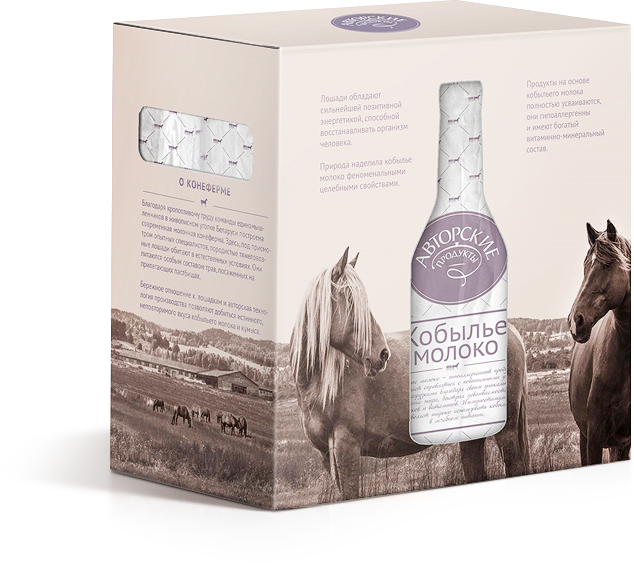 АВТОРСКИЕ
ПРОДУКТЫ
Лошади обладают
сильнейшей позитивной
энергетикой, способной
восстанавливать организм
человека.
Природа наделила кобылье
молоко феноменальными
целебными свойствами.
Продукты на основе
кобыльего молока
полностью усваиваются,
они гипоаллергенны
и имеют богатый
витаминно-минеральный
состав.
О КОНЕФЕРМЕ
Благодаря кропотливому труду команды единомыш-
ленников в живописном уголке Беларуси построена
современная молочная конеферма. Здесь, под присмо-
тром опытных специалистов, породистые тяжеловоз-
ные лошади обитают в естественных условиях. Они
питаются особым составом трав, посаженных на
прилегающих пастбищах.
Бережное отношение к лошадкам и авторская техно-
логия производства позволяют добиться истинного,
неповторимого вкуса кобыльего молока и кумыса.
АВТОРСКИЕ
ПРОДУКТЫ
Кобылье
молоко
молоко – гипоаллергенный